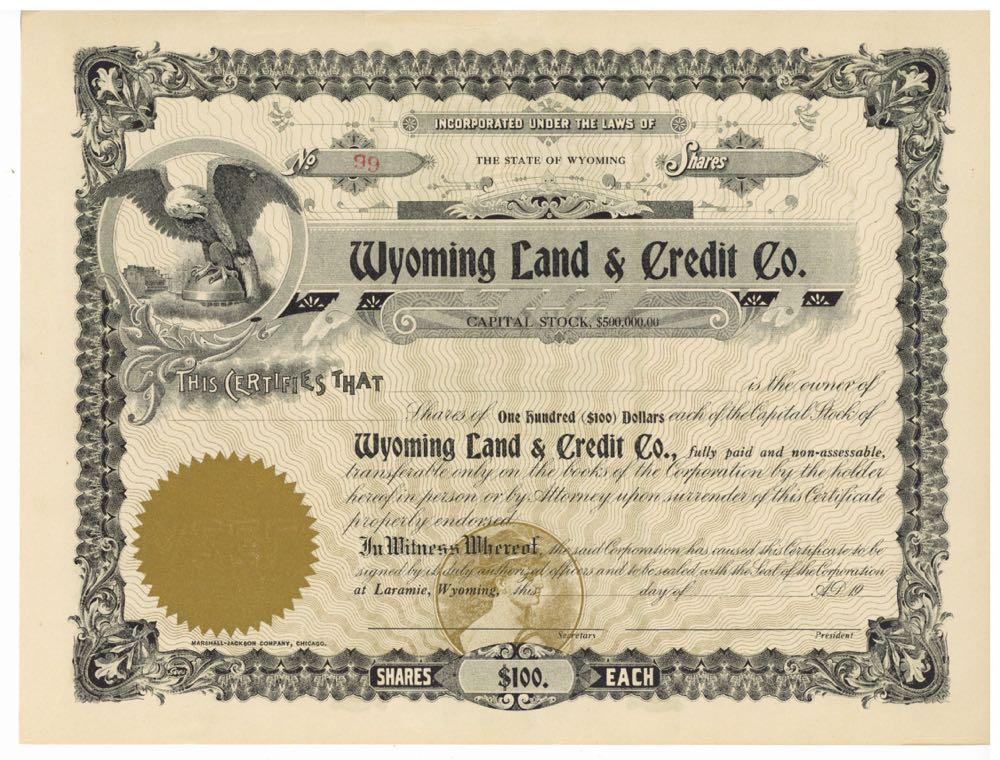 INCORPORATED UNDER THE LAWS OF
No 99 THE STATE OF WYOMING Shares
Wyoming Land & Credit Co.
CAPITAL STOCK, $500,000.00
THIS CERTIFIES THAT is the owner of
Shares of One Hundred ($100) Dollars each of the Capital Stock of
Wyoming Land & Credit Co., fully paid and non-assessable,
transferable only on the books of the Corporation by the holder
hereof in person or by Attorney upon surrender of this Certificate
properly endorsed.
In Witness Whereof, the said Corporation has caused this Certificate to be
signed by its duly authorized officers and to be sealed with the Seal of the Corporation
at Laramie, Wyoming, this day of A.D. 19
Secretary President
MARSHALL-JACKSON COMPANY, CHICAGO.
SHARES $100. EACH